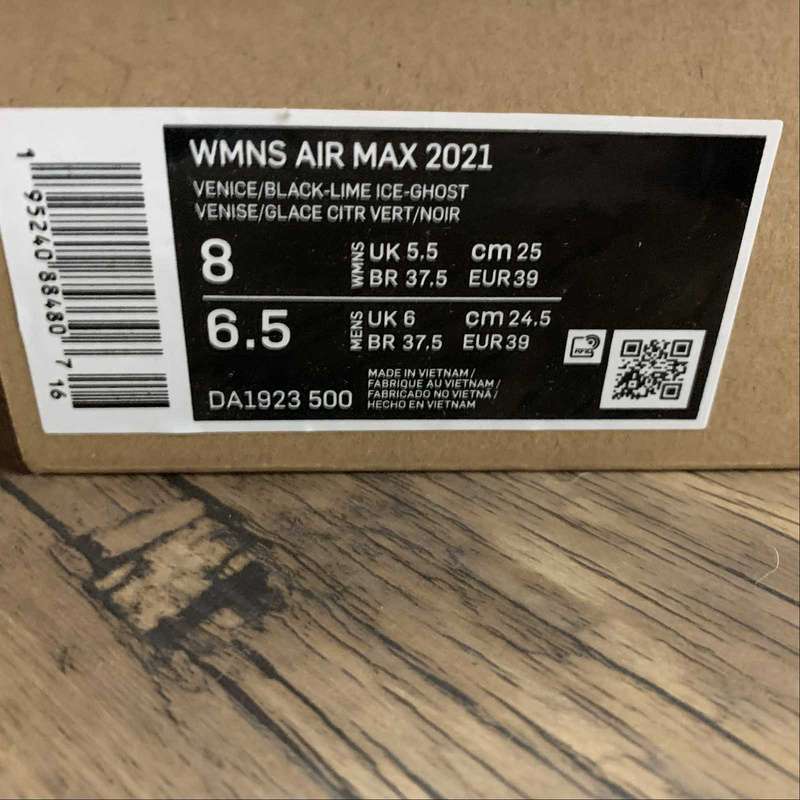 WMNS AIR MAX 2021
VENICE/BLACK-LIME ICE-GHOST
VENISE/GLACE CITR VERT/NOIR
8 WMNS UK 5.5 cm 25
BR 37.5 EUR 39
6.5 MENS UK 6 cm 24.5
BR 37.5 EUR 39
DA1923 500
MADE IN VIETNAM /
FABRIQUE AU VIETNAM /
FABRICADO NO VIETNÃ /
HECHO EN VIETNAM
RFID
1 95240 88480 7 16